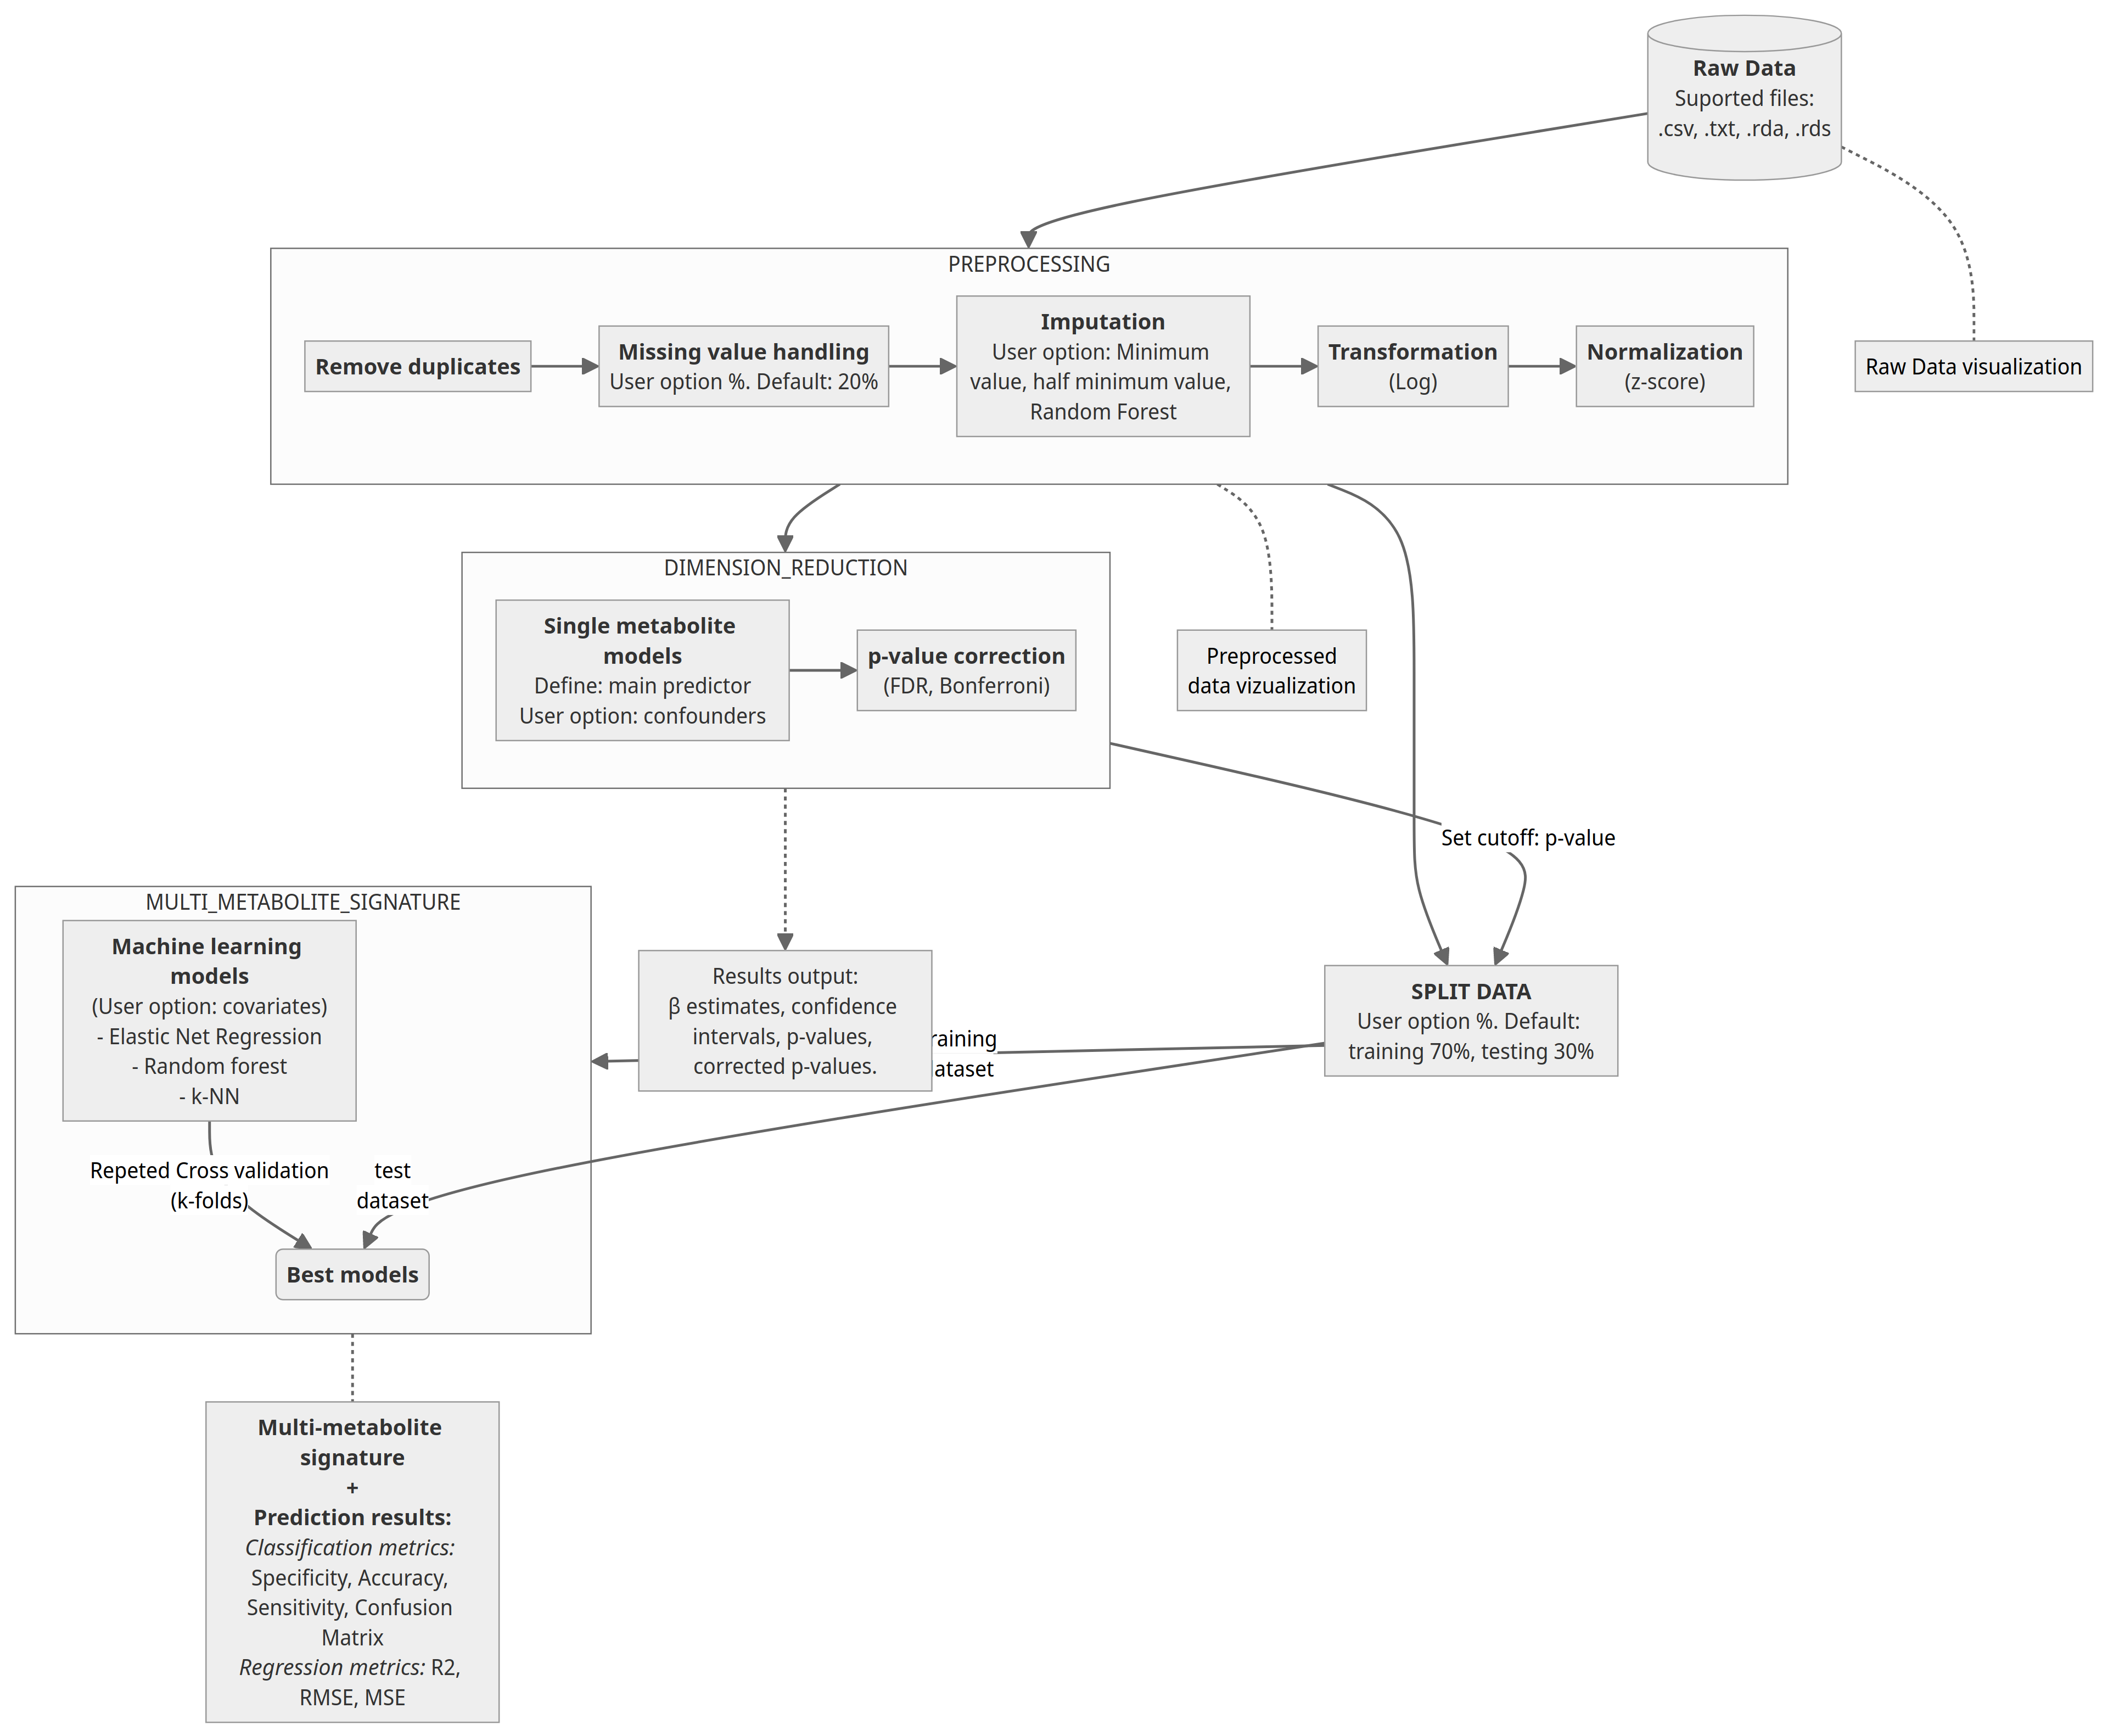 Raw Data
Suported files:
.csv, .txt, .rda, .rds
PREPROCESSING
Remove duplicates
Missing value handling
User option %. Default: 20%
Imputation
User option: Minimum
value, half minimum value,
Random Forest
Transformation
(Log)
Normalization
(z-score)
Raw Data visualization
DIMENSION_REDUCTION
Single metabolite
models
Define: main predictor
User option: confounders
p-value correction
(FDR, Bonferroni)
Preprocessed
data vizualization
Set cutoff: p-value
MULTI_METABOLITE_SIGNATURE
Machine learning
models
(User option: covariates)
- Elastic Net Regression
- Random forest
- k-NN
Results output:
β estimates, confidence
intervals, p-values,
corrected p-values.
raining
ataset
SPLIT DATA
User option %. Default:
training 70%, testing 30%
Repeted Cross validation
(k-folds)
test
dataset
Best models
Multi-metabolite
signature
+
Prediction results:
Classification metrics:
Specificity, Accuracy,
Sensitivity, Confusion
Matrix
Regression metrics: R2,
RMSE, MSE